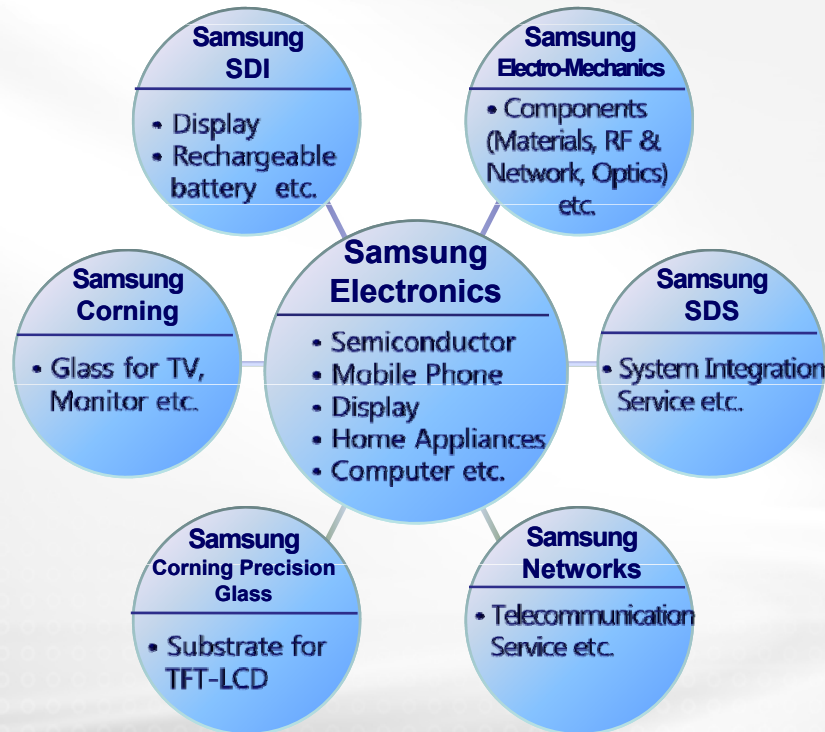 Samsung
SDI
• Display
• Rechargeable
battery etc.
Samsung
Electro-Mechanics
• Components
(Materials, RF &
Network, Optics)
etc.
Samsung
Electronics
• Semiconductor
• Mobile Phone
• Display
• Home Appliances
• Computer etc.
Samsung
Corning
• Glass for TV,
Monitor etc.
Samsung
SDS
• System Integration
Service etc.
Samsung
Corning Precision
Glass
• Substrate for
TFT-LCD
Samsung
Networks
• Telecommunication
Service etc.